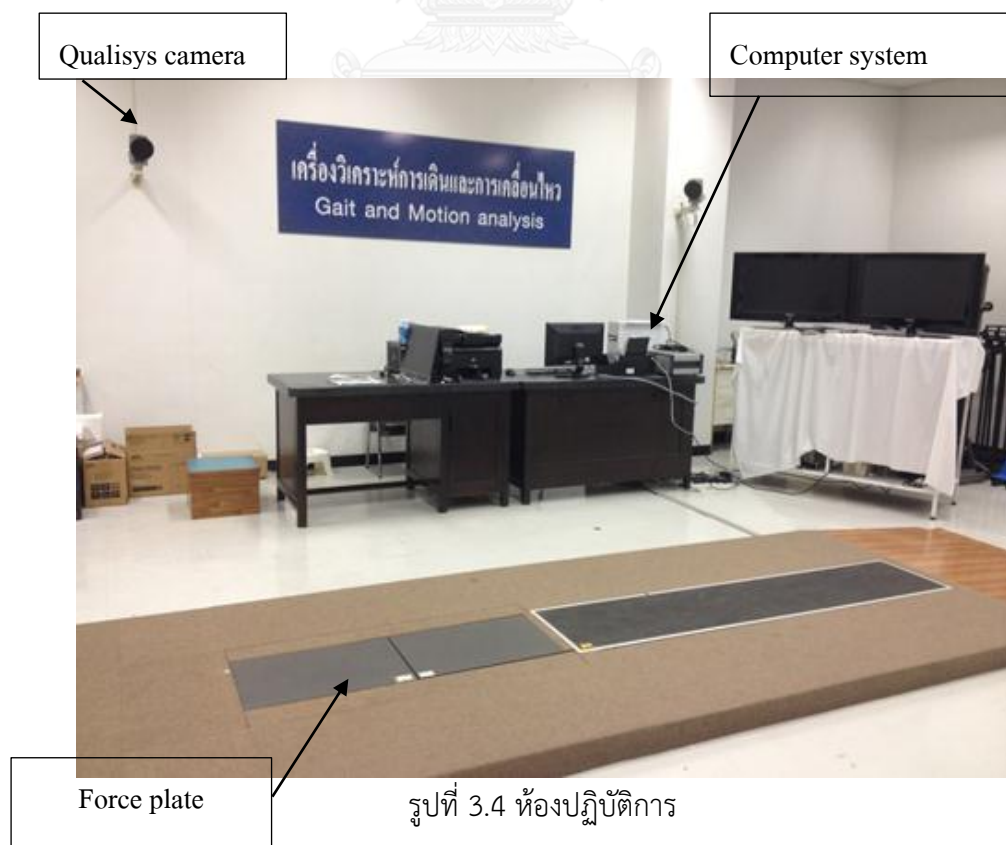 Qualisys camera
Computer system
เครื่องวิเคราะห์การเดินและการเคลื่อนไหว
Gait and Motion analysis
Force plate
รูปที่ 3.4 ห้องปฏิบัติการ